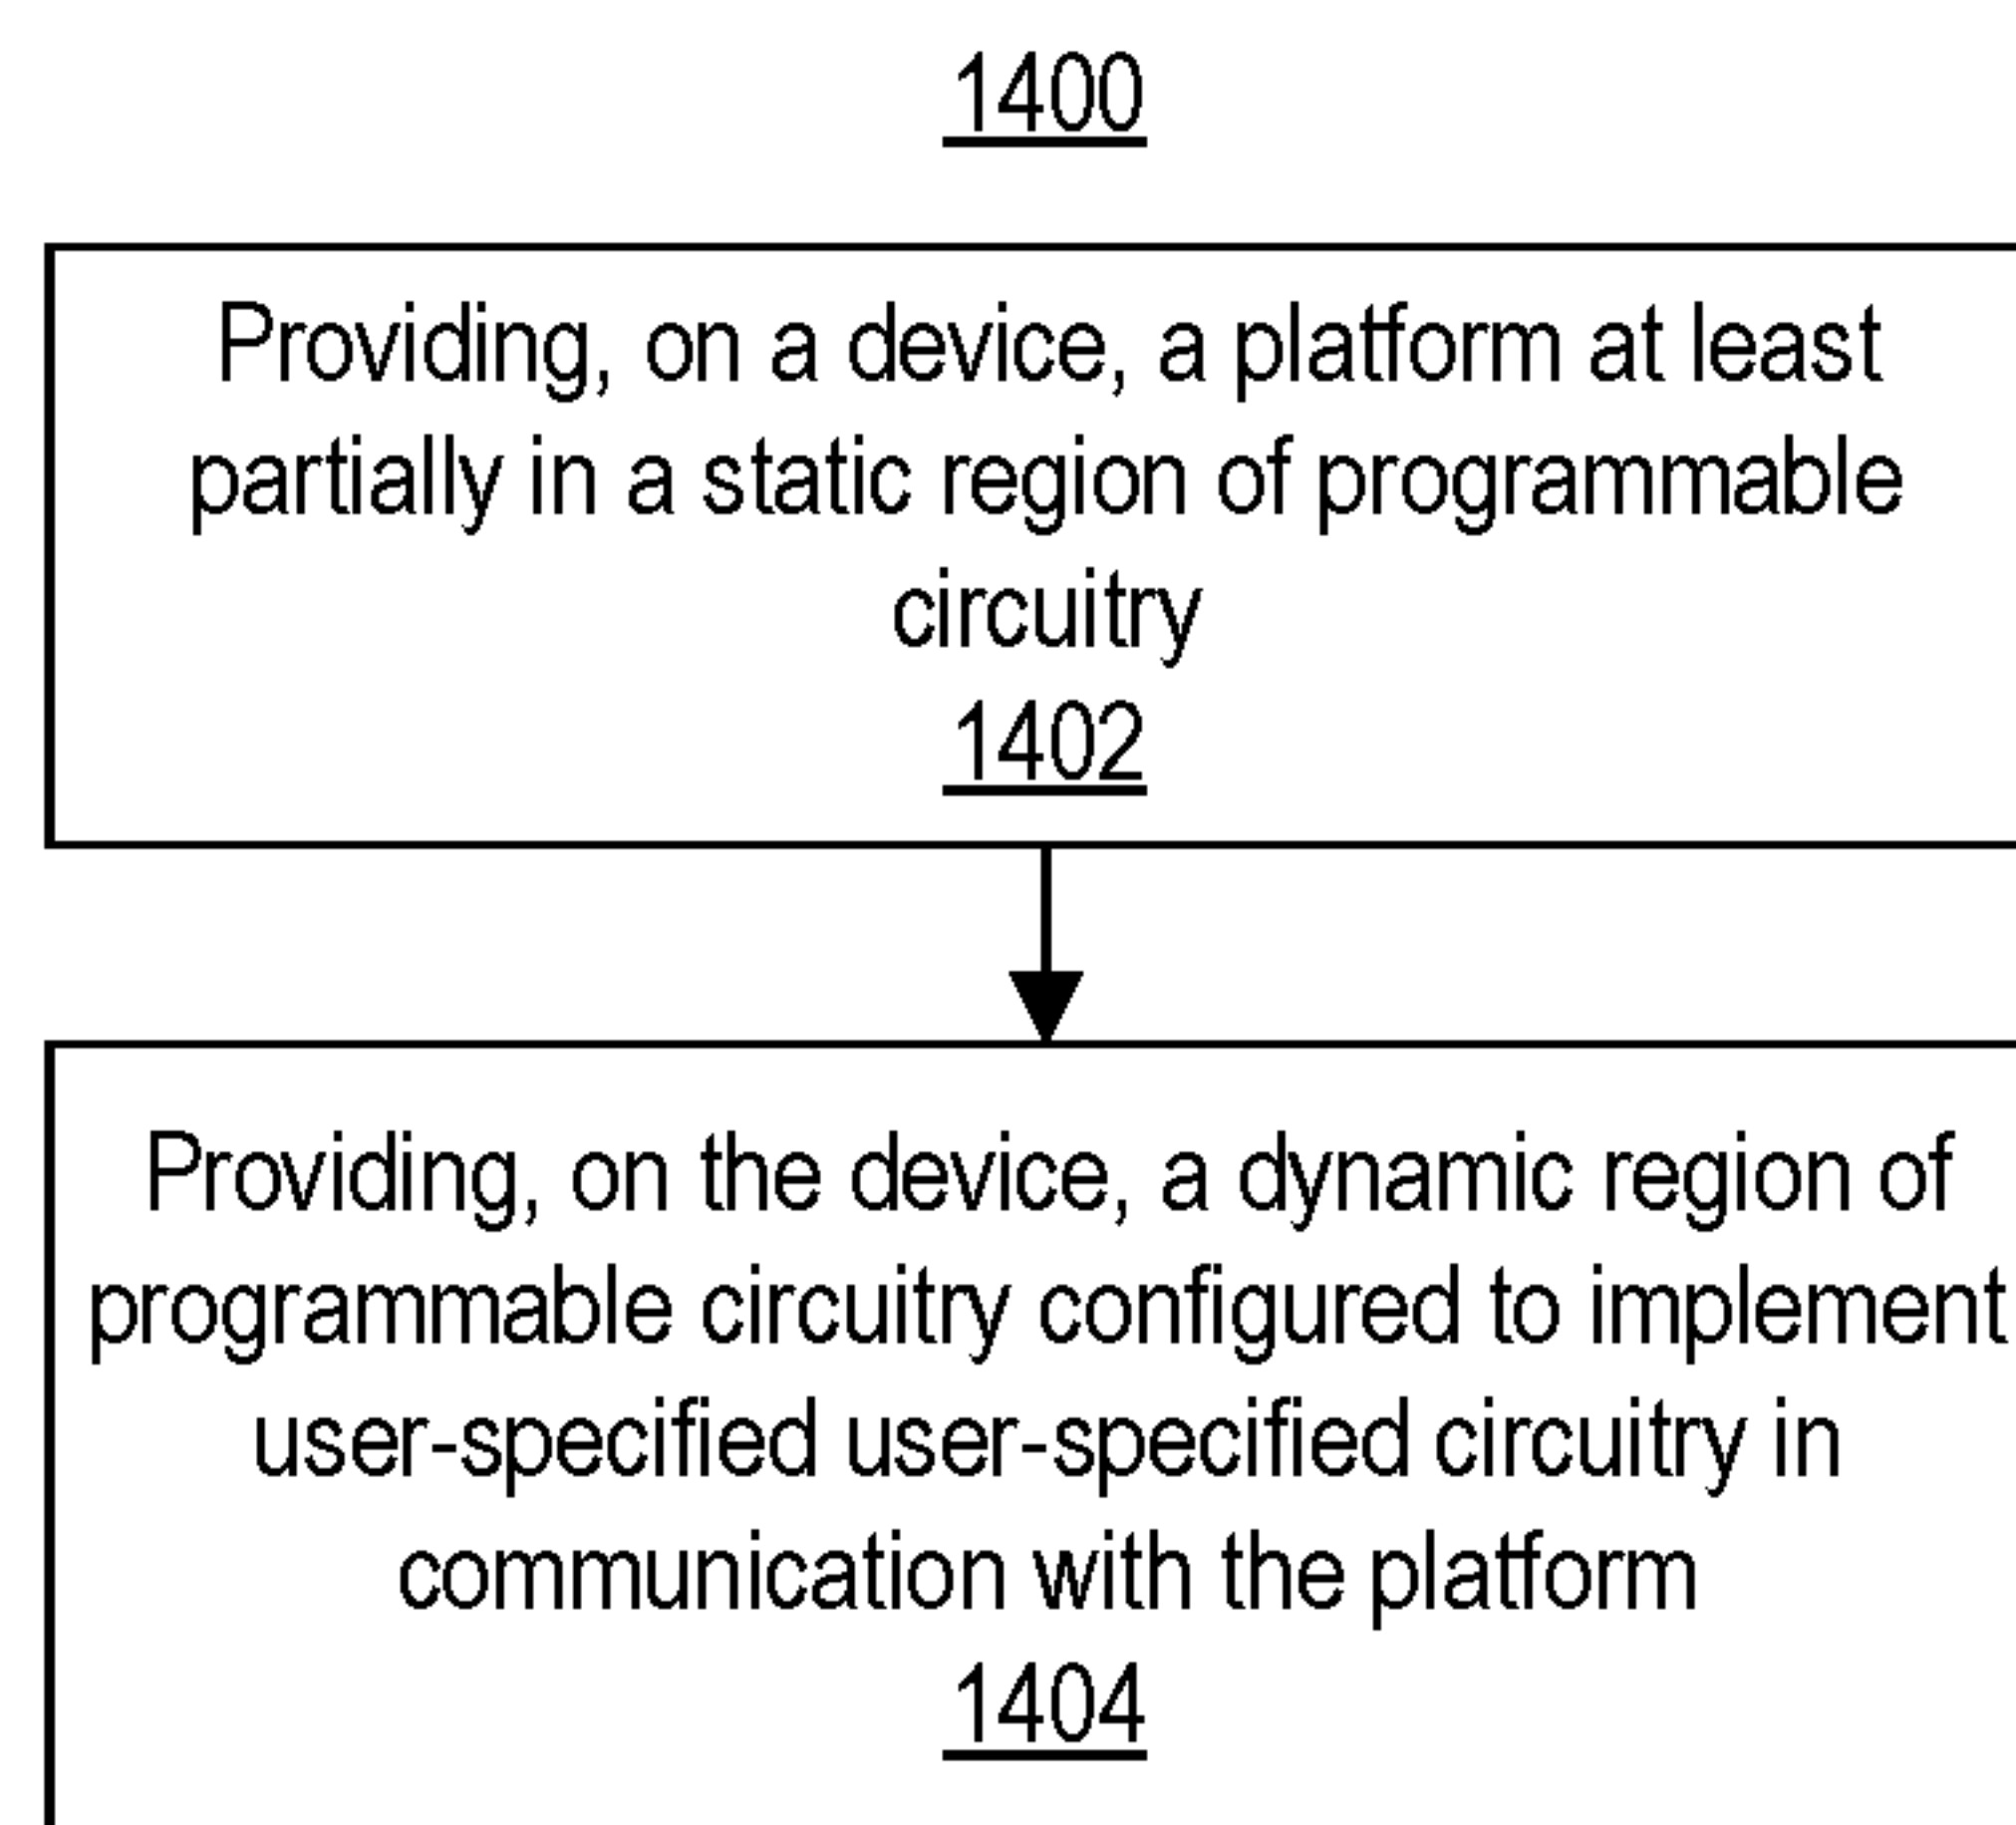 1400
Providing, on a device, a platform at least
partially in a static region of programmable
circuitry
1402
Providing, on the device, a dynamic region of
programmable circuitry configured to implement
user-specified user-specified circuitry in
communication with the platform
1404